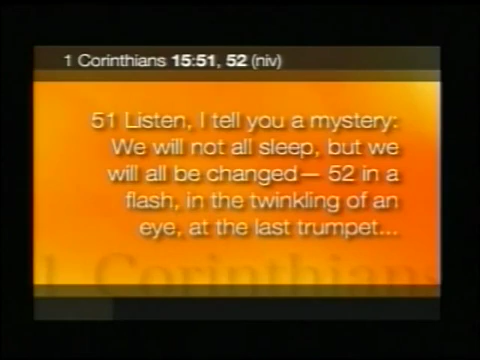 1 Corinthians 15:51, 52 (niv)
51 Listen, I tell you a mystery:
We will not all sleep, but we
will all be changed— 52 in a
flash, in the twinkling of an
eye, at the last trumpet...
1 Corinthians